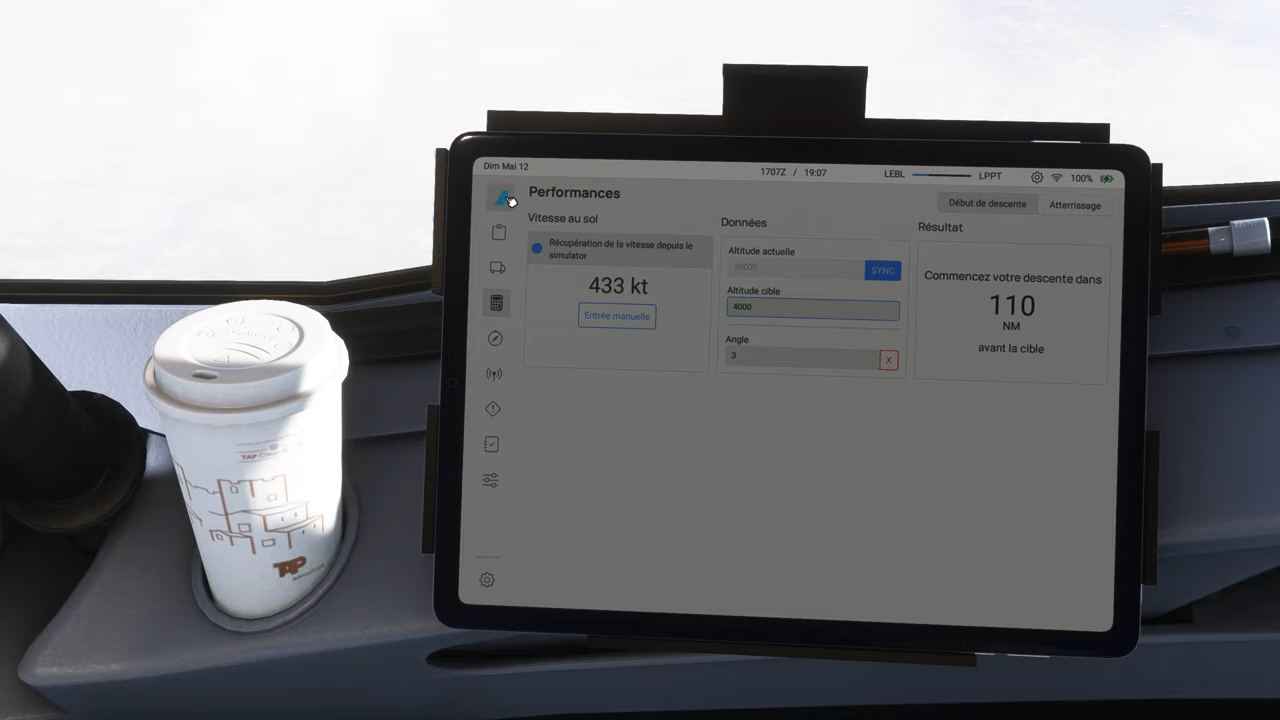 Dim Mai 12
1707Z / 19:07
LEBL
LPPT
100%
Performances
Début de descente
Atterrissage
Vitesse au sol
Récupération de la vitesse depuis le
simulator
433 kt
Entrée manuelle
Données
Altitude actuelle
39000
SYNC
Altitude cible
4000
Angle
3
X
Résultat
Commencez votre descente dans
110
NM
avant la cible
TAP